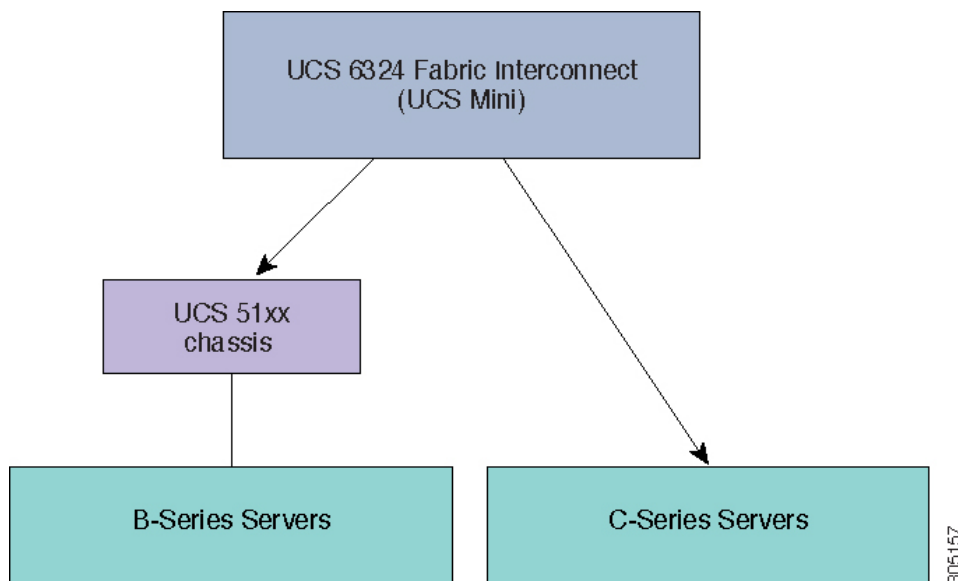 UCS 6324 Fabric Interconnect
(UCS Mini)
UCS 51xx
chassis
B-Series Servers
C-Series Servers
305157